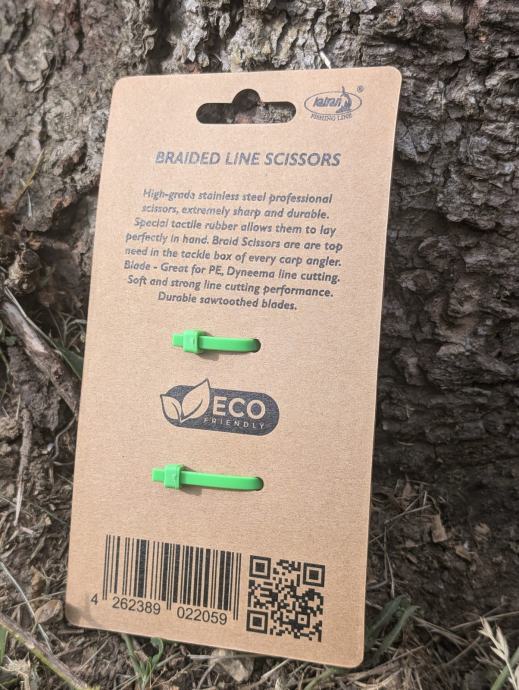 katran
®
FISHING LINE
BRAIDED LINE SCISSORS
High-grade stainless steel professional
scissors, extremely sharp and durable.
Special tactile rubber allows them to lay
perfectly in hand. Braid Scissors are are top
need in the tackle box of every carp angler.
Blade - Great for PE, Dyneema line cutting.
Soft and strong line cutting performance.
Durable sawtoothed blades.
ECO
FRIENDLY
4 262389 022059